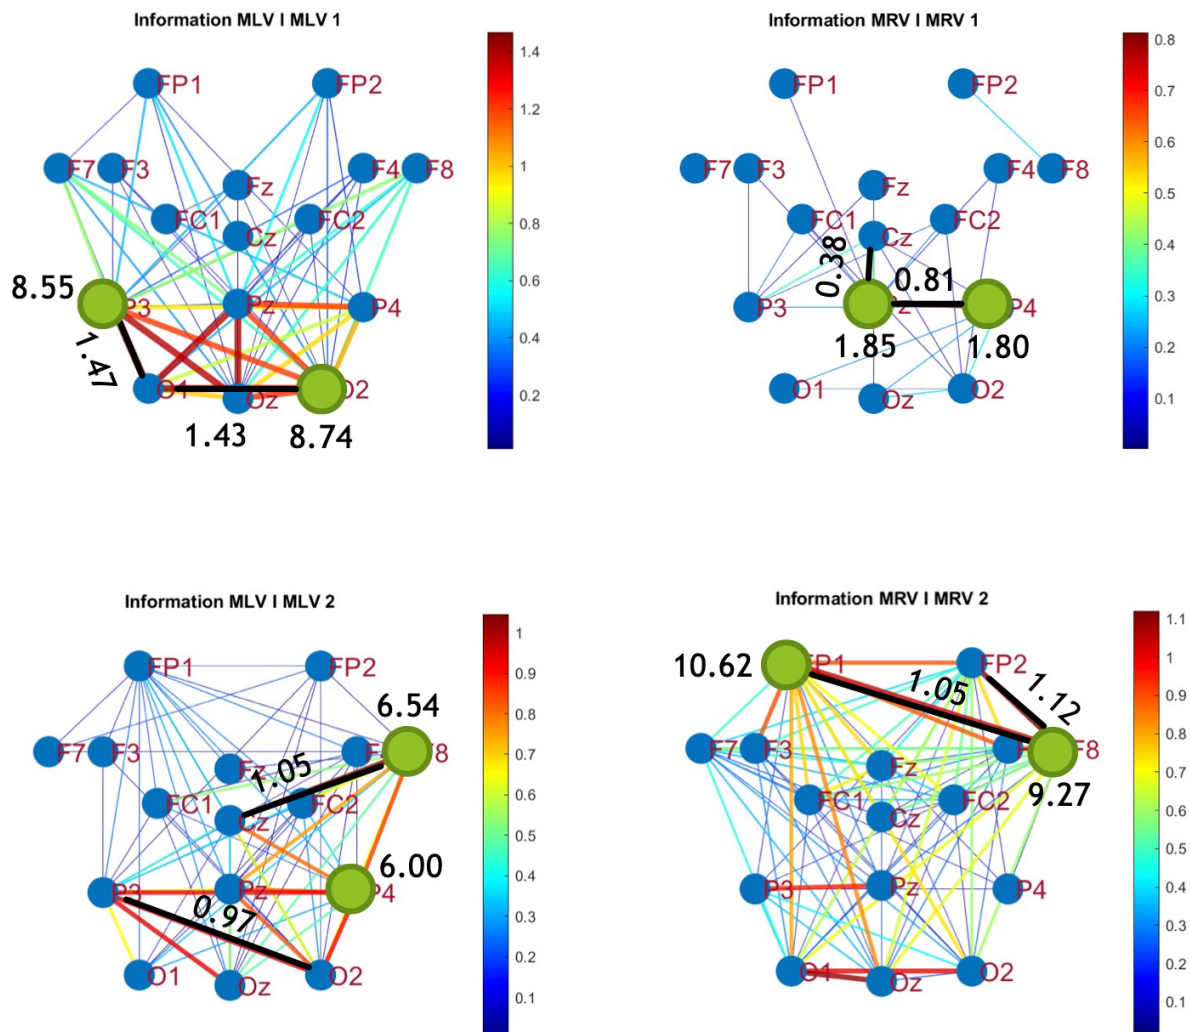 Information MLV I MLV 1
FP1
FP2
F7
F3
F4
F8
Fz
FC1
FC2
Cz
8.55
P3
Pz
P4
1.47
O1
Oz
O2
1.43
8.74
1.4
1.2
1
0.8
0.6
0.4
0.2
Information MRV I MRV 1
FP1
FP2
F7
F3
F4
F8
Fz
FC1
FC2
Cz
0.38
0.81
P3
z
P4
1.85
1.80
O1
Oz
O2
0.8
0.7
0.6
0.5
0.4
0.3
0.2
0.1
Information MLV I MLV 2
FP1
FP2
6.54
F7
F3
F
8
Fz
1.05
FC1
FC2
Cz
6.00
P3
Pz
P4
0.97
O1
Oz
O2
1
0.9
0.8
0.7
0.6
0.5
0.4
0.3
0.2
0.1
Information MRV I MRV 2
10.62
FP1
FP2
1.05
1.12
F7
F3
F
F8
Fz
9.27
FC1
FC2
Cz
P3
Pz
P4
O1
Oz
O2
1.1
1
0.9
0.8
0.7
0.6
0.5
0.4
0.3
0.2
0.1